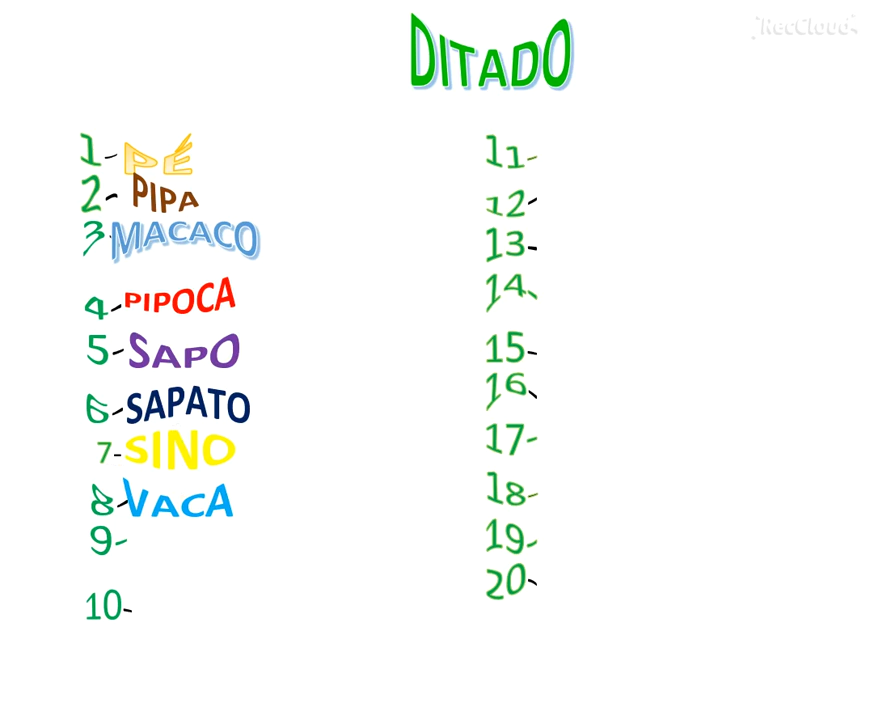 DITADO
RecCloud
1- PÉ
2- PIPA
3- MACACO
4- PIPOCA
5- SAPO
6- SAPATO
7- SINO
8- VACA
9-
10-
11-
12-
13-
14-
15-
16-
17-
18-
19-
20-